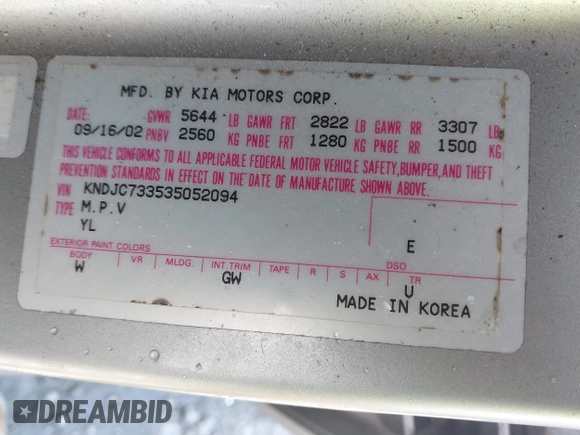 MFD. BY KIA MOTORS CORP.
DATE: GVWR 5644 LB GAWR FRT 2822 LB GAWR RR 3307 LB
09/16/02 PNBV 2560 KG PNBE FRT 1280 KG PNBE RR 1500 KG
THIS VEHICLE CONFORMS TO ALL APPLICABLE FEDERAL MOTOR VEHICLE SAFETY,BUMPER,AND THEFT
PREVENTION STANDARDS IN EFFECT ON THE DATE OF MANUFACTURE SHOWN ABOVE.
VIN KNDJC733535052094
TYPE M.P.V
YL E
EXTERIOR PAINT COLORS DSO
BODY VR MLDG. INT.TRIM TAPE R S AX TR
W GW U
MADE IN KOREA
DREAMBID